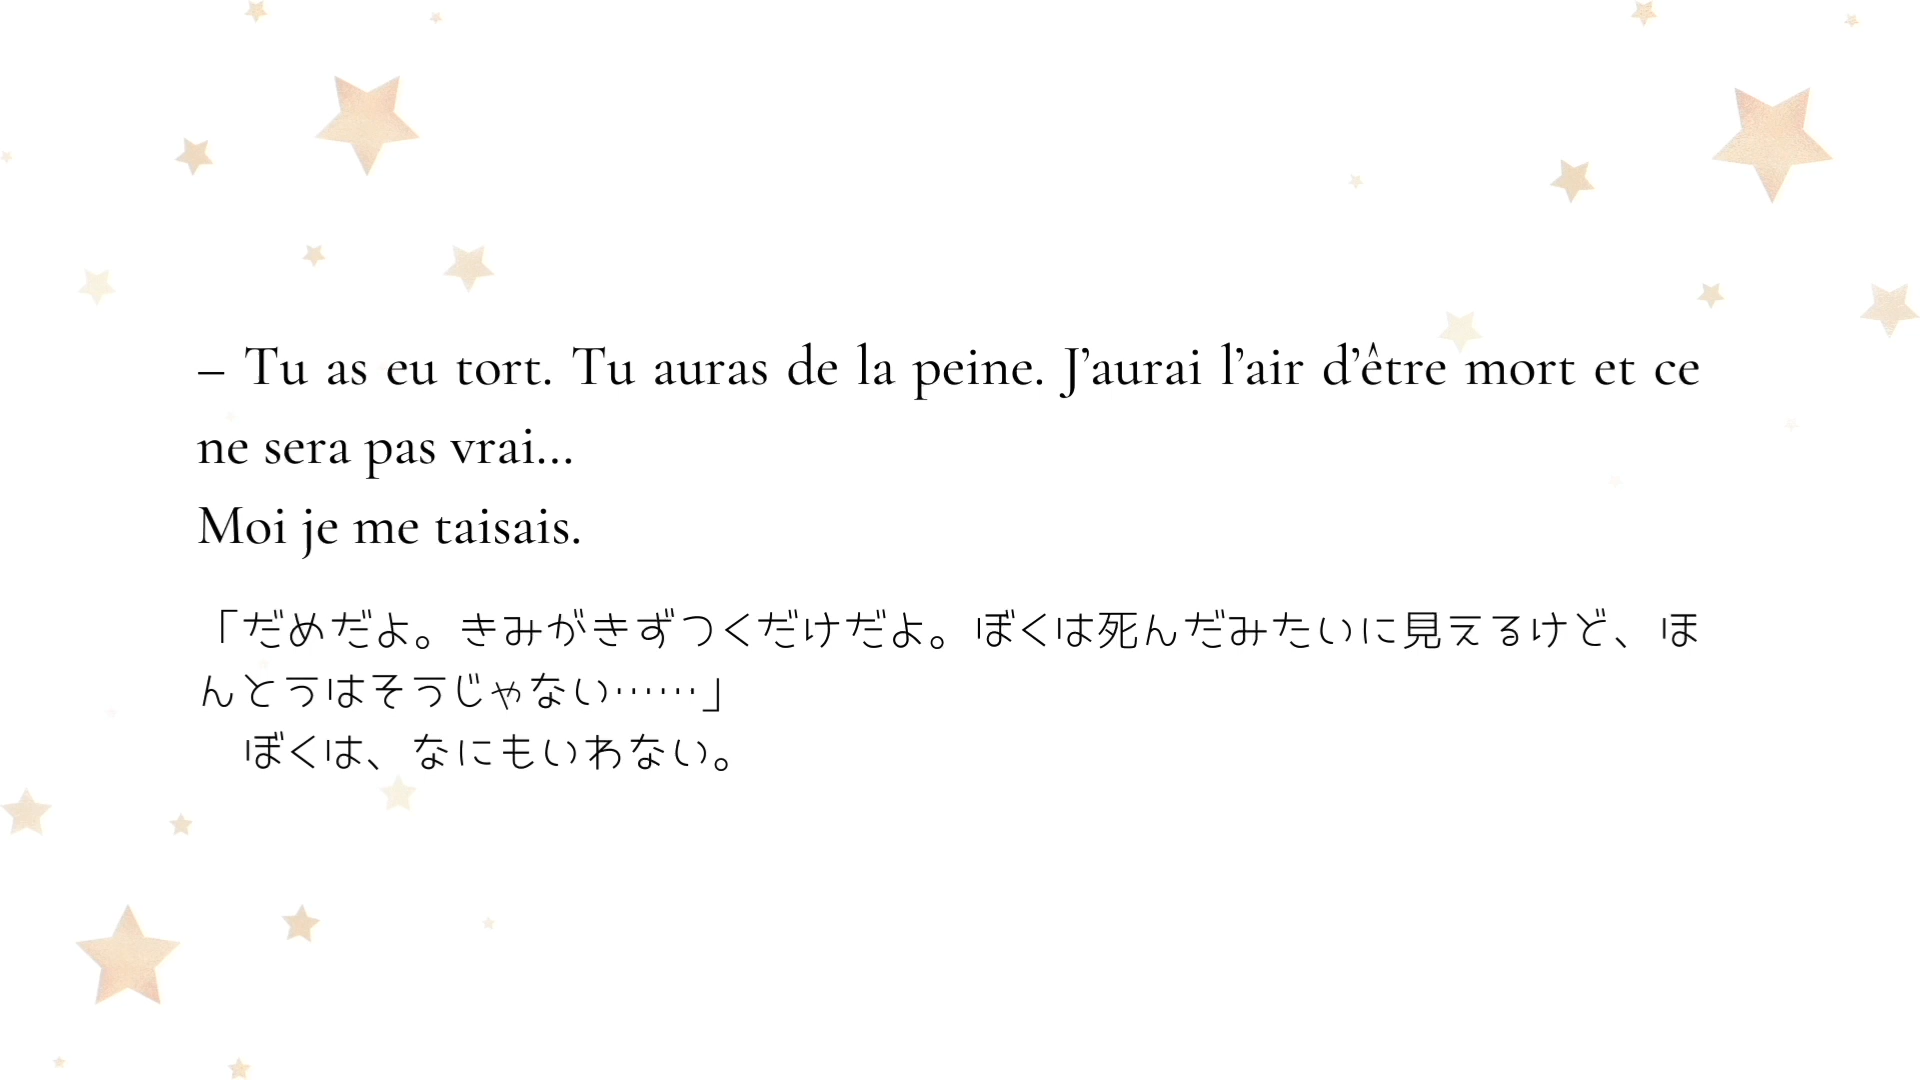 – Tu as eu tort. Tu auras de la peine. J’aurai l’air d’être mort et ce
ne sera pas vrai...
Moi je me taisais.
「だめだよ。きみがきずつくだけだよ。ぼくは死んだみたいに見えるけど、ほ
んとうはそうじゃない……」
　ぼくは、なにもいわない。